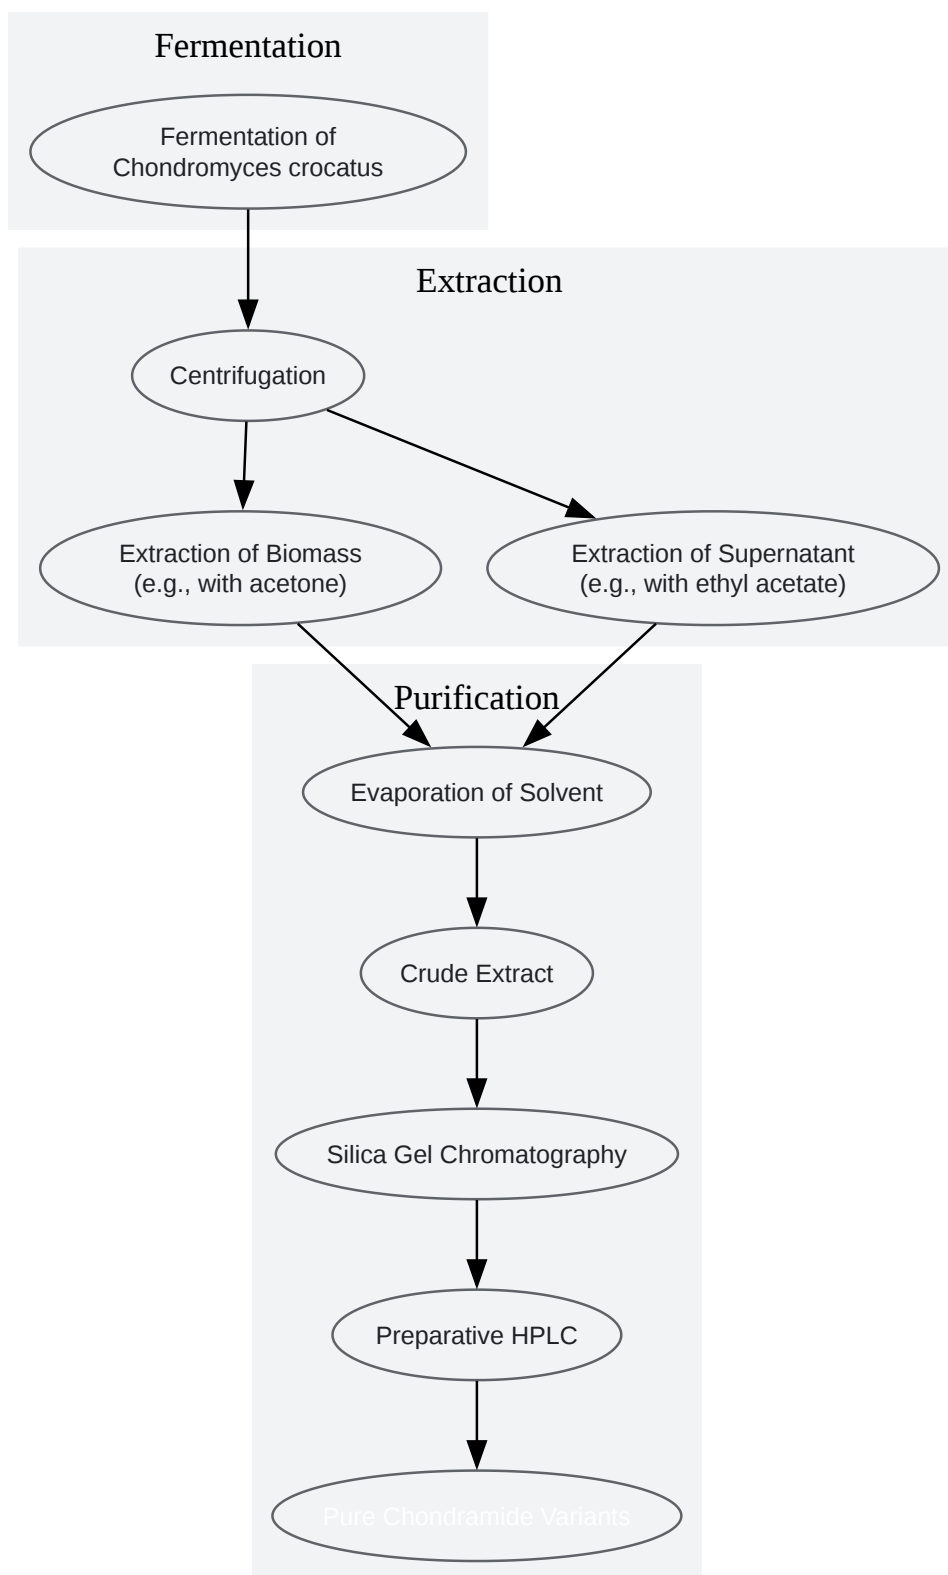 Fermentation
Fermentation of
Chondromyces crocatus
Extraction
Centrifugation
Extraction of Biomass
(e.g., with acetone)
Extraction of Supernatant
(e.g., with ethyl acetate)
Purification
Evaporation of Solvent
Crude Extract
Silica Gel Chromatography
Preparative HPLC
Pure Chondramide Variants